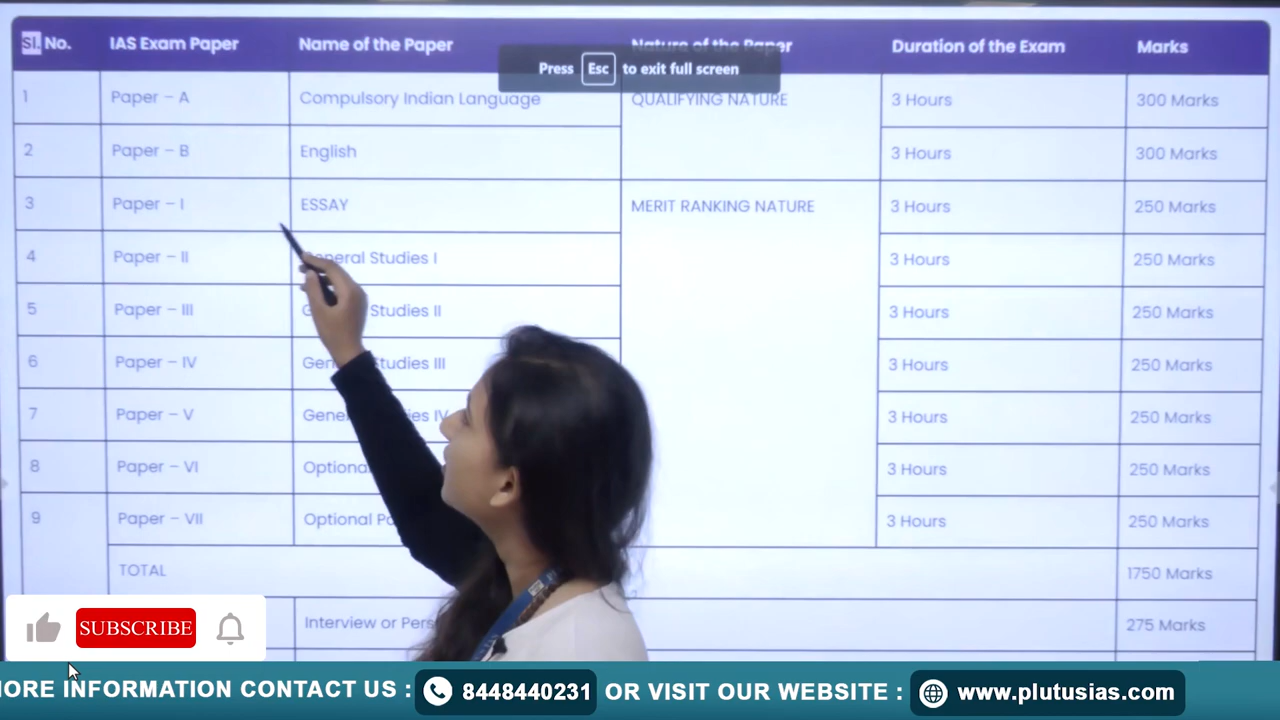 Sl. No. IAS Exam Paper Name of the Paper Nature of the Paper Duration of the Exam Marks
Press Esc to exit full screen
1 Paper – A Compulsory Indian Language QUALIFYING NATURE 3 Hours 300 Marks
2 Paper – B English 3 Hours 300 Marks
3 Paper – I ESSAY MERIT RANKING NATURE 3 Hours 250 Marks
4 Paper – II General Studies I 3 Hours 250 Marks
5 Paper – III Studies II 3 Hours 250 Marks
6 Paper – IV General Studies III 3 Hours 250 Marks
7 Paper – V General Studies IV 3 Hours 250 Marks
8 Paper – VI Optional 3 Hours 250 Marks
9 Paper – VII Optional 3 Hours 250 Marks
TOTAL 1750 Marks
Interview or 275 Marks
SUBSCRIBE
MORE INFORMATION CONTACT US : 8448440231 OR VISIT OUR WEBSITE : www.plutusias.com